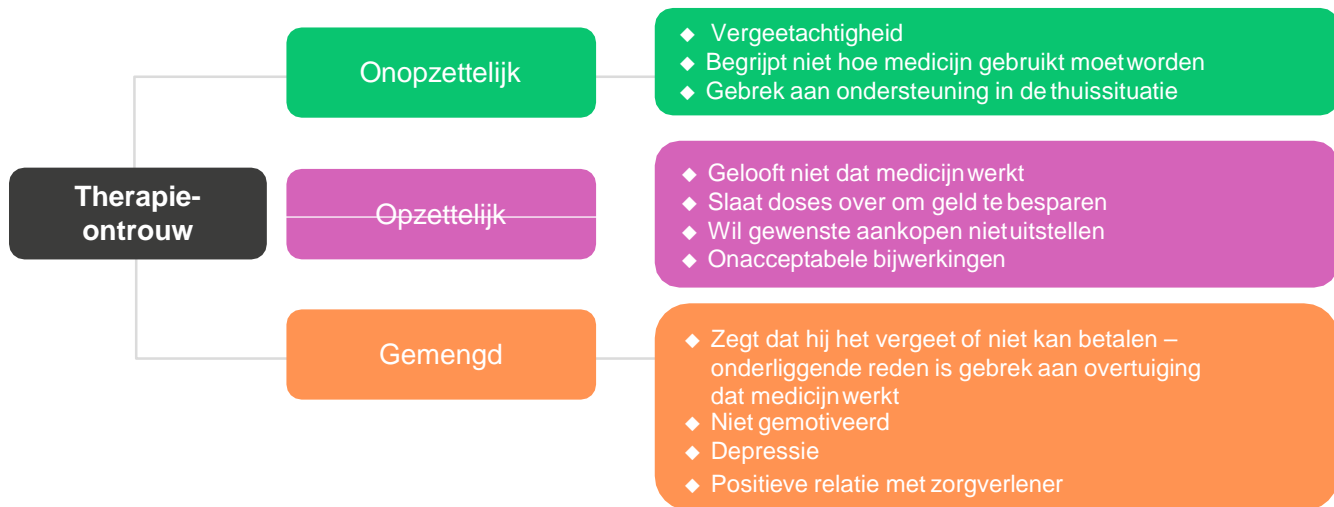 Therapie-
ontrouw
Onopzettelijk
◆ Vergeetachtigheid
◆ Begrijpt niet hoe medicijn gebruikt moet worden
◆ Gebrek aan ondersteuning in de thuissituatie
Opzettelijk
◆ Gelooft niet dat medicijn werkt
◆ Slaat doses over om geld te besparen
◆ Wil gewenste aankopen niet uitstellen
◆ Onacceptabele bijwerkingen
Gemengd
◆ Zegt dat hij het vergeet of niet kan betalen –
onderliggende reden is gebrek aan overtuiging
dat medicijn werkt
◆ Niet gemotiveerd
◆ Depressie
◆ Positieve relatie met zorgverlener